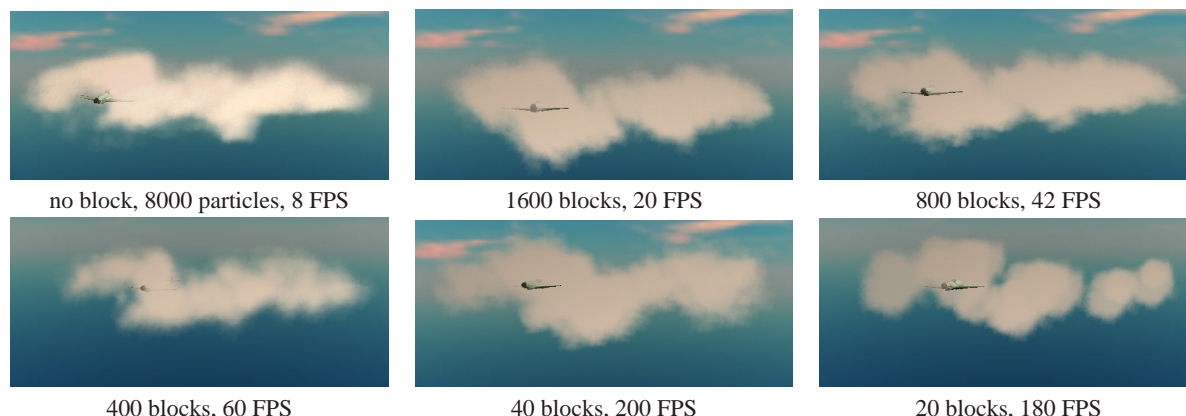 no block, 8000 particles, 8 FPS
1600 blocks, 20 FPS
800 blocks, 42 FPS
400 blocks, 60 FPS
40 blocks, 200 FPS
20 blocks, 180 FPS